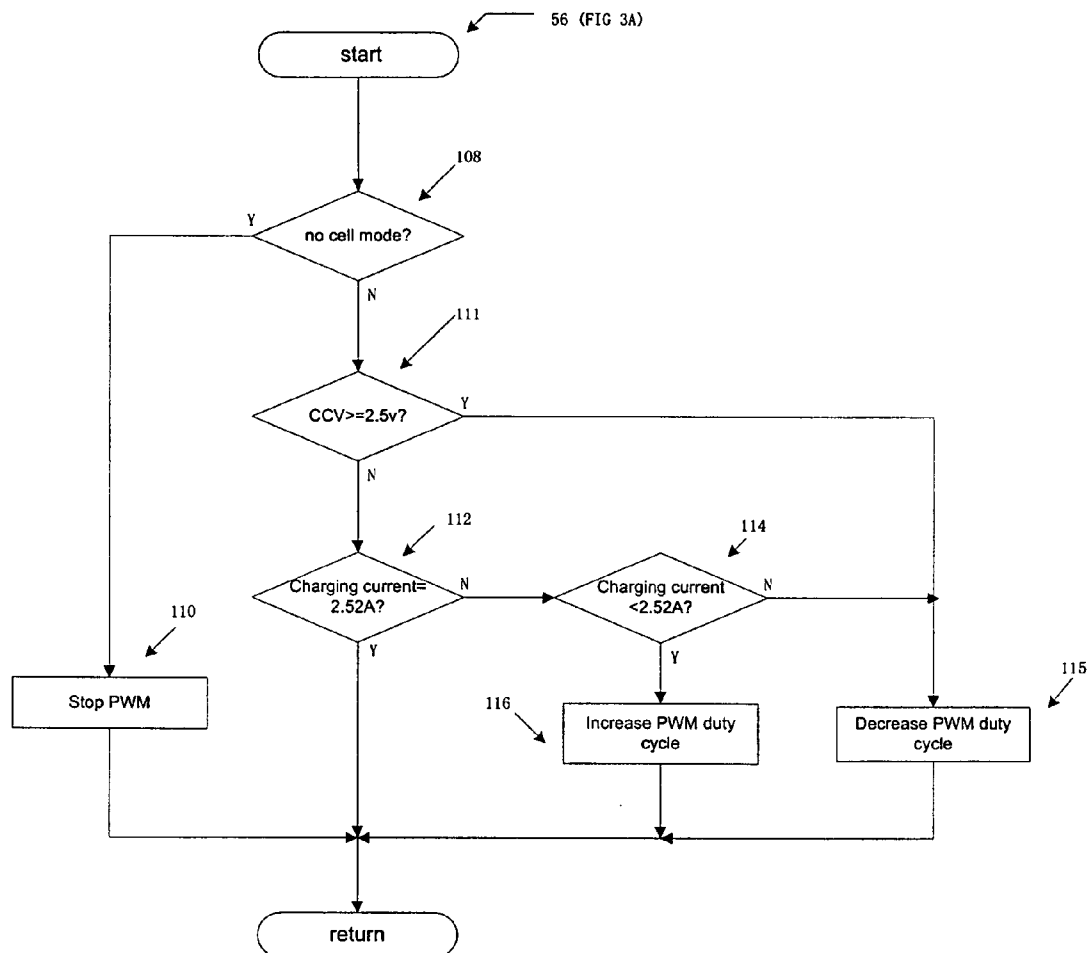 56 (FIG 3A)
start
108
Y
no cell mode?
N
111
CCV>=2.5v?
Y
N
112
114
Charging current=
2.52A?
N
Charging current
<2.52A?
N
110
Y
Y
115
Stop PWM
116
Increase PWM duty
cycle
Decrease PWM duty
cycle
return